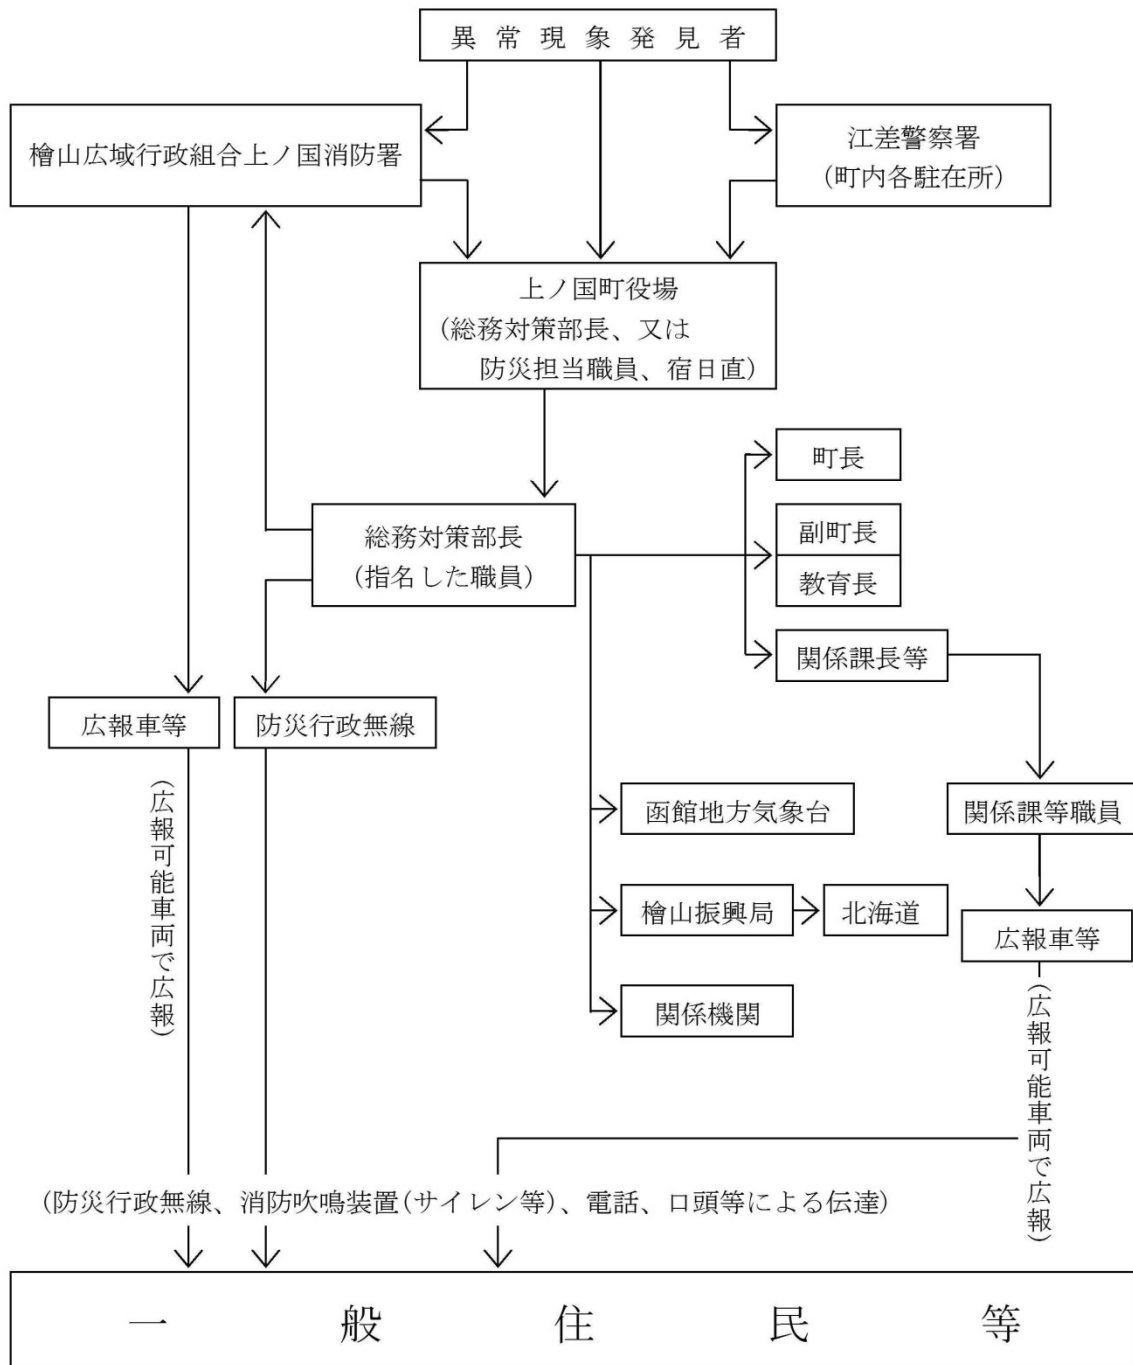 異常現象発見者
檜山広域行政組合上ノ国消防署
江差警察署
(町内各駐在所)
上ノ国町役場
(総務対策部長、又は
防災担当職員、宿日直)
町長
総務対策部長
(指名した職員)
副町長
教育長
関係課長等
広報車等
防災行政無線
(広報可能車両で広報)
函館地方気象台
関係課等職員
檜山振興局
北海道
広報車等
関係機関
(広報可能車両で広報)
(防災行政無線、消防吹鳴装置(サイレン等)、電話、口頭等による伝達)
一般住民等